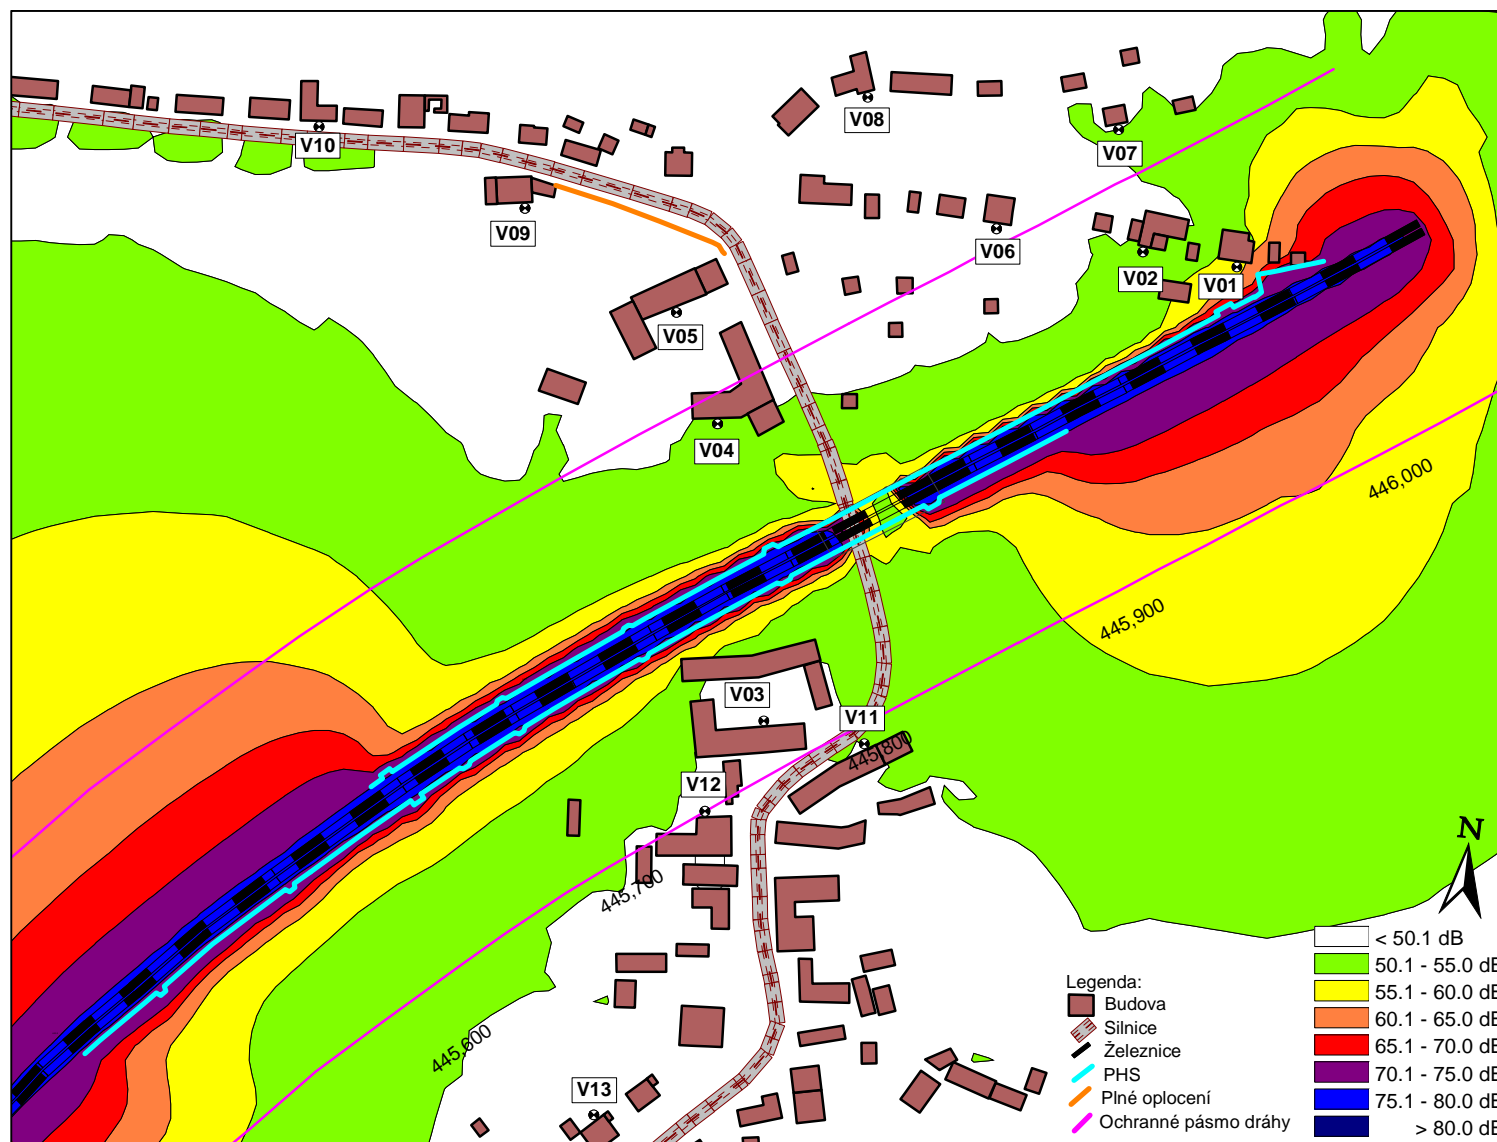 V10
V08
V07
V09
V06
V02
V01
V05
V04
446,000
445,900
V03
V11
445,800
V12
445,700
445,600
V13
N
Legenda:
Budova
Silnice
Železnice
PHS
Plné oplocení
Ochranné pásmo dráhy
< 50.1 dB
50.1 - 55.0 dB
55.1 - 60.0 dB
60.1 - 65.0 dB
65.1 - 70.0 dB
70.1 - 75.0 dB
75.1 - 80.0 dB
> 80.0 dB